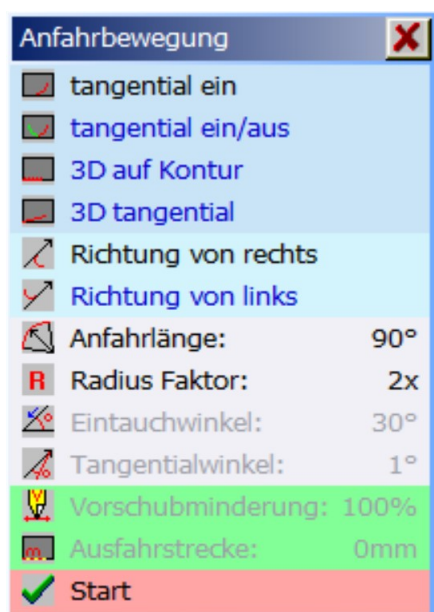 Anfahrbewegung
tangential ein
tangential ein/aus
3D auf Kontur
3D tangential
Richtung von rechts
Richtung von links
Anfahrlänge: 90°
R Radius Faktor: 2x
Eintauchwinkel: 30°
Tangentialwinkel: 1°
Vorschubminderung: 100%
Ausfahrstrecke: 0mm
Start